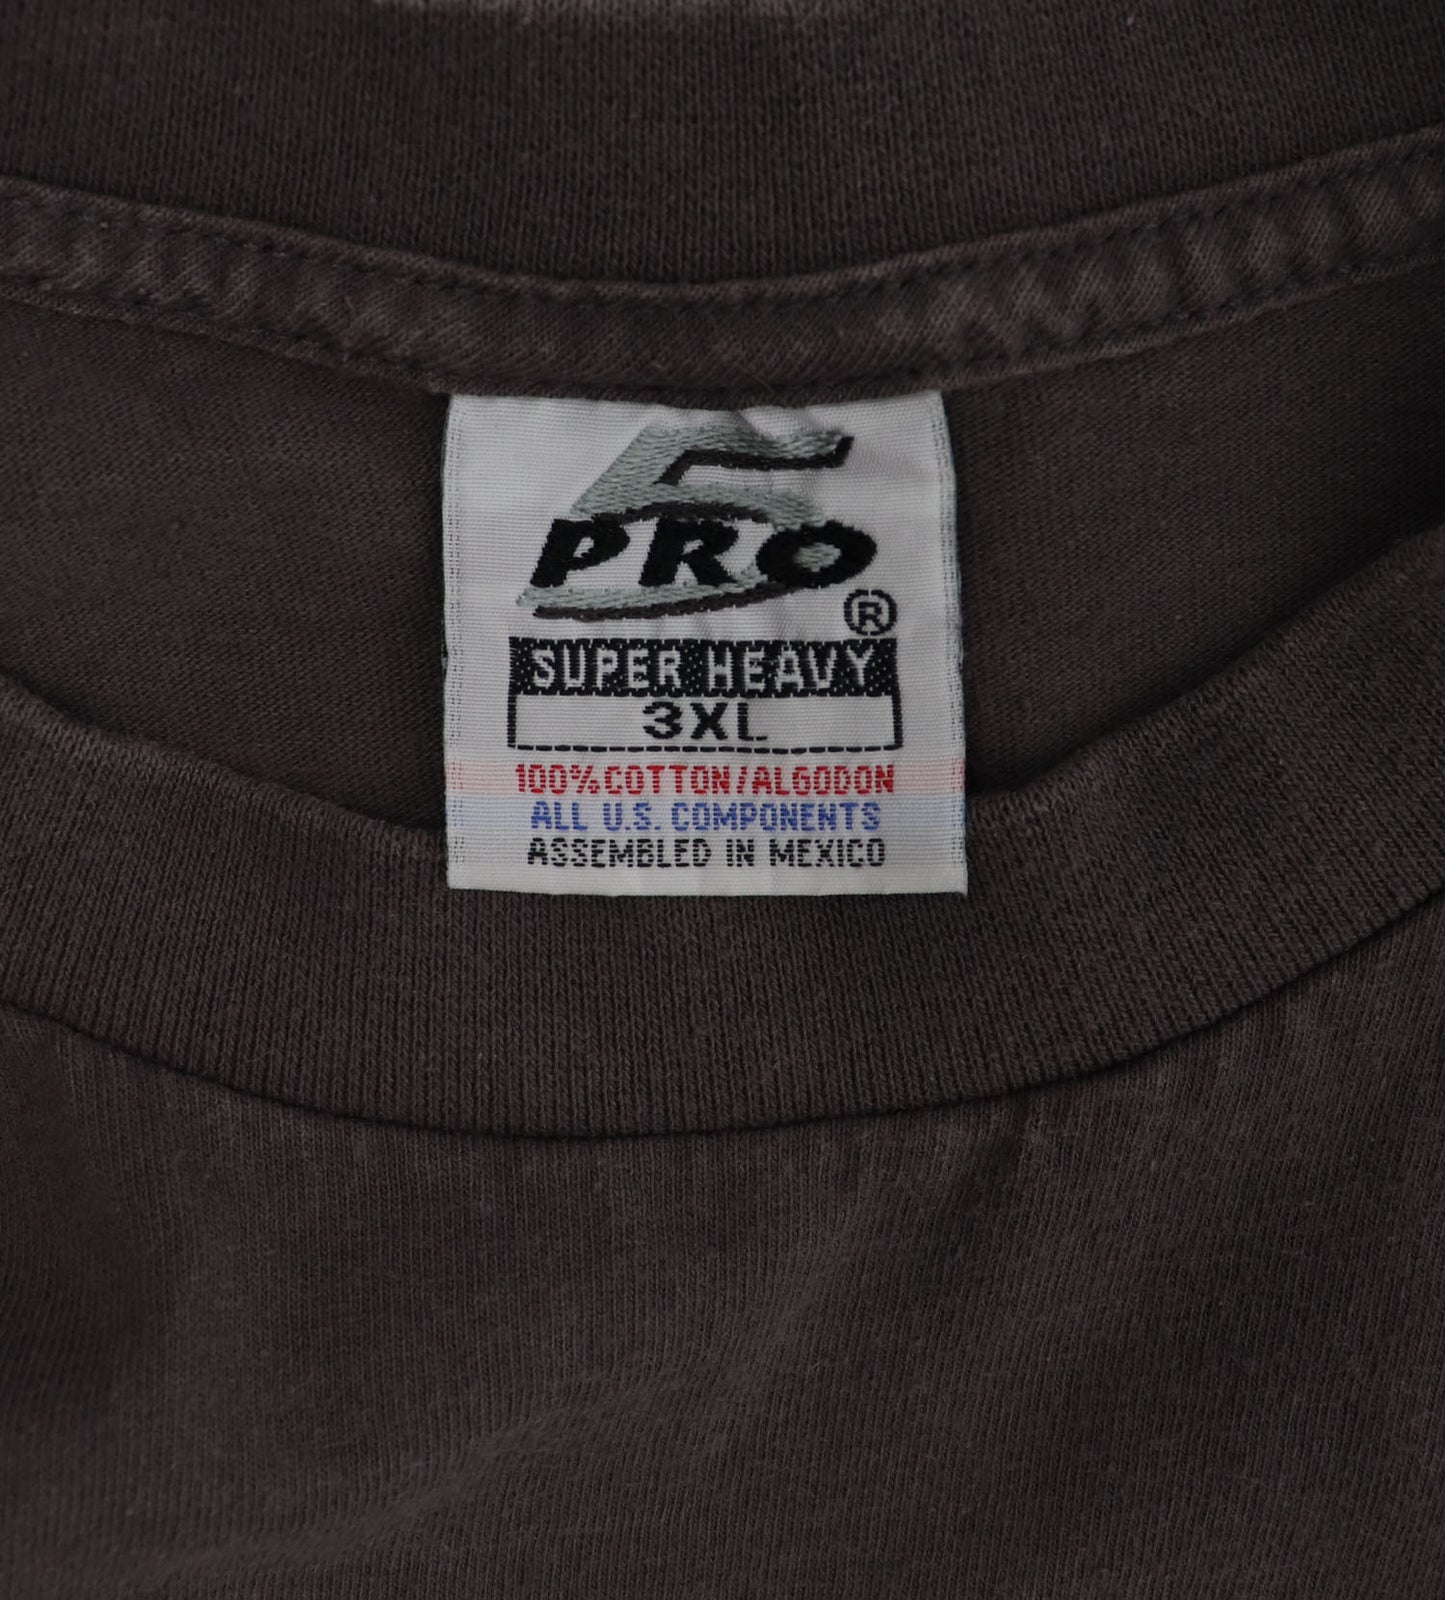 5
PRO
®
SUPER HEAVY
3XL
100%COTTON/ALGODON
ALL U.S. COMPONENTS
ASSEMBLED IN MEXICO